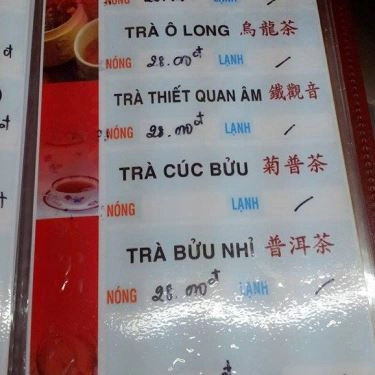 TRÀ Ô LONG 烏龍茶
NÓNG 28.000đ LẠNH /
TRÀ THIẾT QUAN ÂM 鐵觀音
NÓNG 28.000đ LẠNH /
TRÀ CÚC BỬU 菊普茶
NÓNG LẠNH /
TRÀ BỬU NHỈ 普洱茶
NÓNG 28.000đ LẠNH /